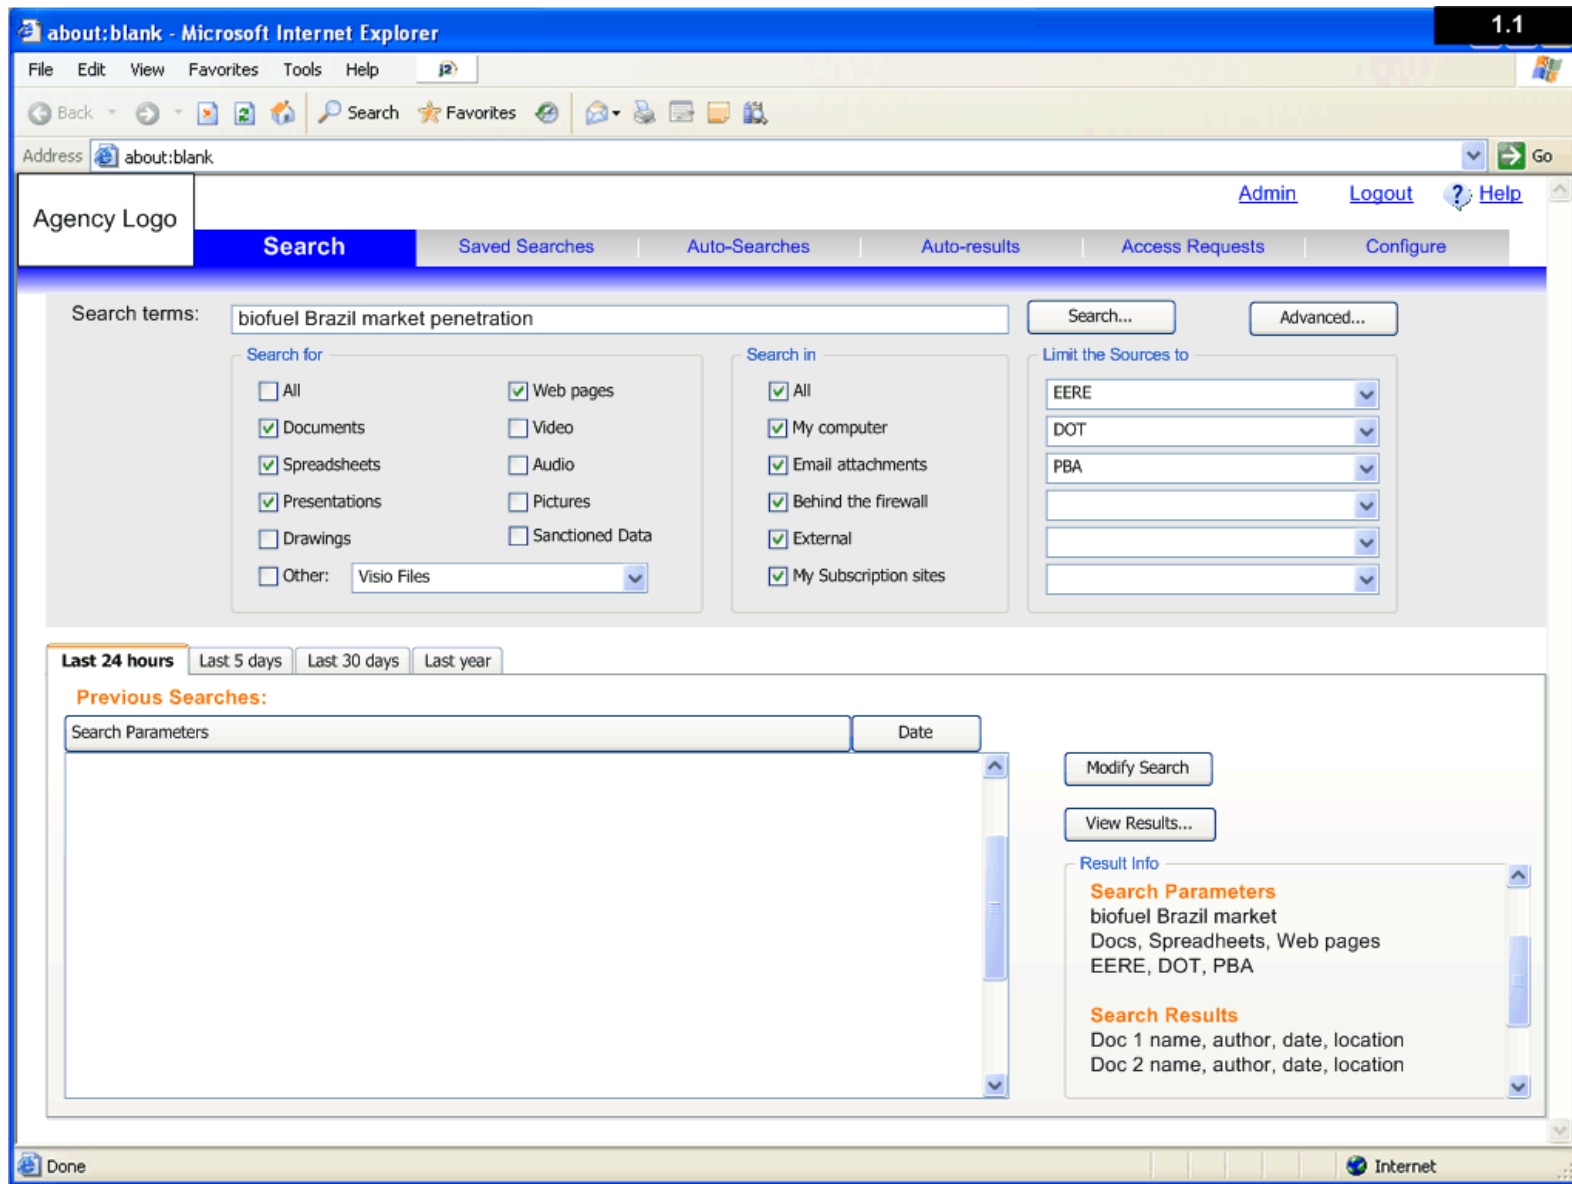 about:blank - Microsoft Internet Explorer
1.1
File Edit View Favorites Tools Help
Back Search Favorites
Address about:blank Go
Agency Logo
Admin Logout Help
Search Saved Searches Auto-Searches Auto-results Access Requests Configure
Search terms: biofuel Brazil market penetration Search... Advanced...
Search for Search in Limit the Sources to
All Web pages All EERE
Documents Video My computer DOT
Spreadsheets Audio Email attachments PBA
Presentations Pictures Behind the firewall
Drawings Sanctioned Data External
Other: Visio Files My Subscription sites
Last 24 hours Last 5 days Last 30 days Last year
Previous Searches:
Search Parameters Date
Modify Search
View Results...
Result Info
Search Parameters
biofuel Brazil market
Docs, Spreadheets, Web pages
EERE, DOT, PBA
Search Results
Doc 1 name, author, date, location
Doc 2 name, author, date, location
Done Internet